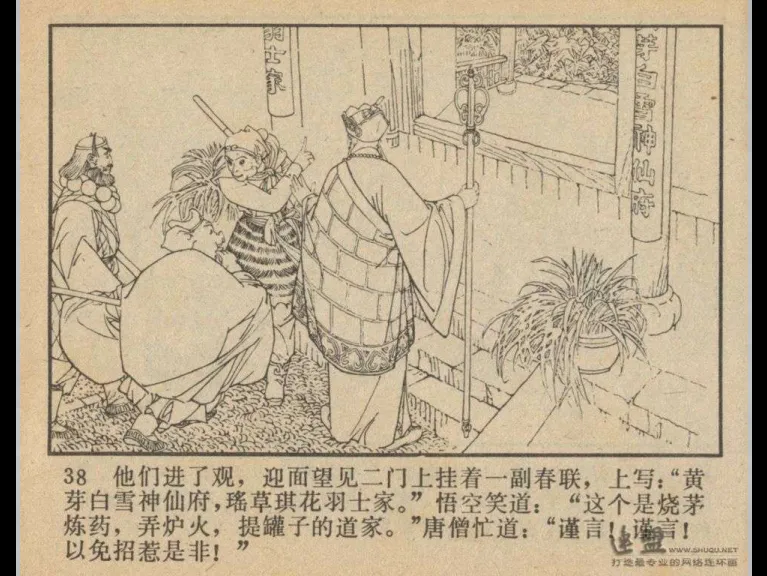 羽士家
芽白雪神仙府
38 他们进了观，迎面望见二门上挂着一副春联，上写：“黄
芽白雪神仙府，瑤草琪花羽士家。”悟空笑道：“这个是烧茅
炼药，弄炉火，提罐子的道家。”唐僧忙道：“谨言！谨言！
以免招惹是非！”
连盟 WWW.SHUQU.NET
打造最专业的网络连环画